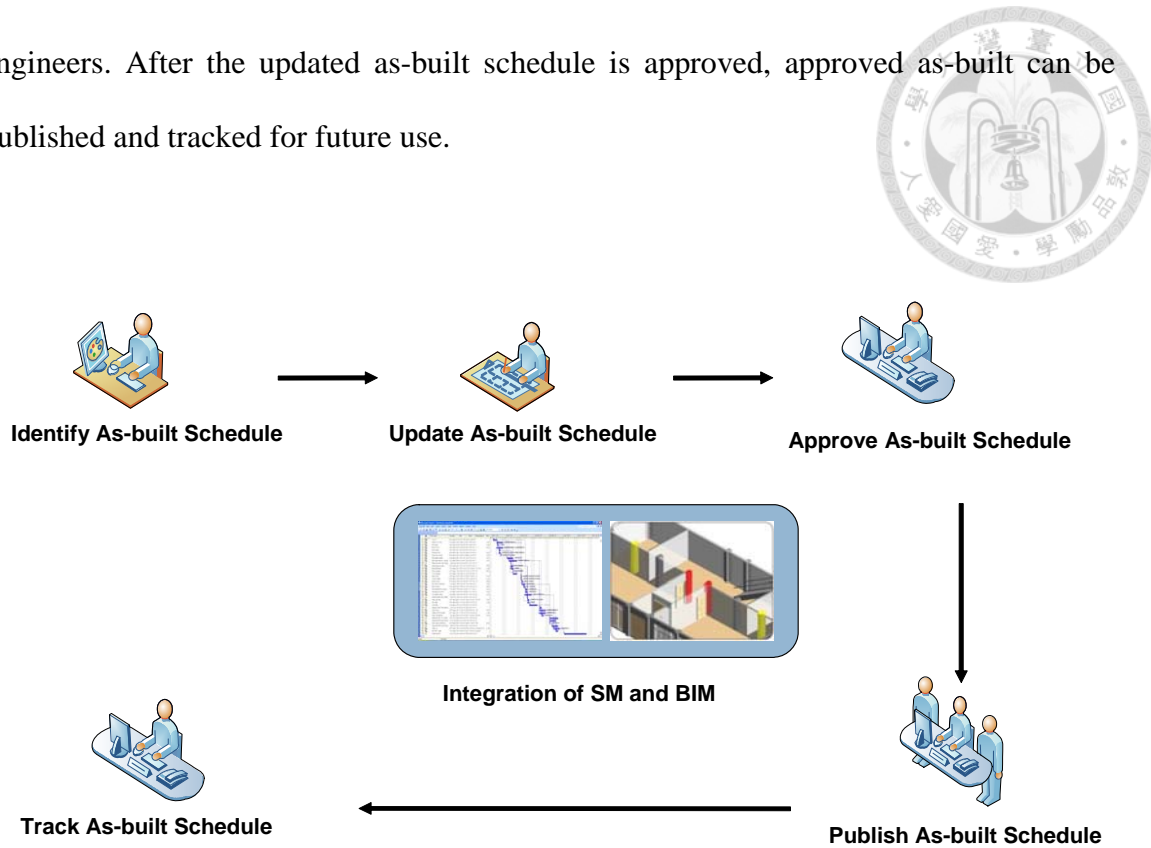 ngineers. After the updated as-built schedule is approved, approved as-built can be
ublished and tracked for future use.
Identify As-built Schedule
Update As-built Schedule
Approve As-built Schedule
Integration of SM and BIM
Track As-built Schedule
Publish As-built Schedule